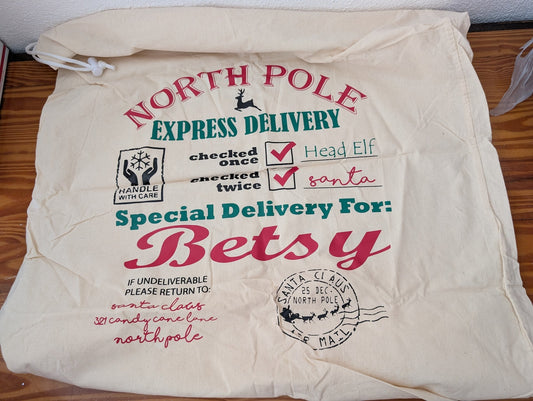 NORTH POLE
EXPRESS DELIVERY
checked once Head Elf
checked twice santa
HANDLE
WITH CARE
Special Delivery For:
Betsy
IF UNDELIVERABLE
PLEASE RETURN TO:
santa claus
321 candy cane lane
north pole
SANTA CLAUS
25 DEC
NORTH POLE
AIR MAIL